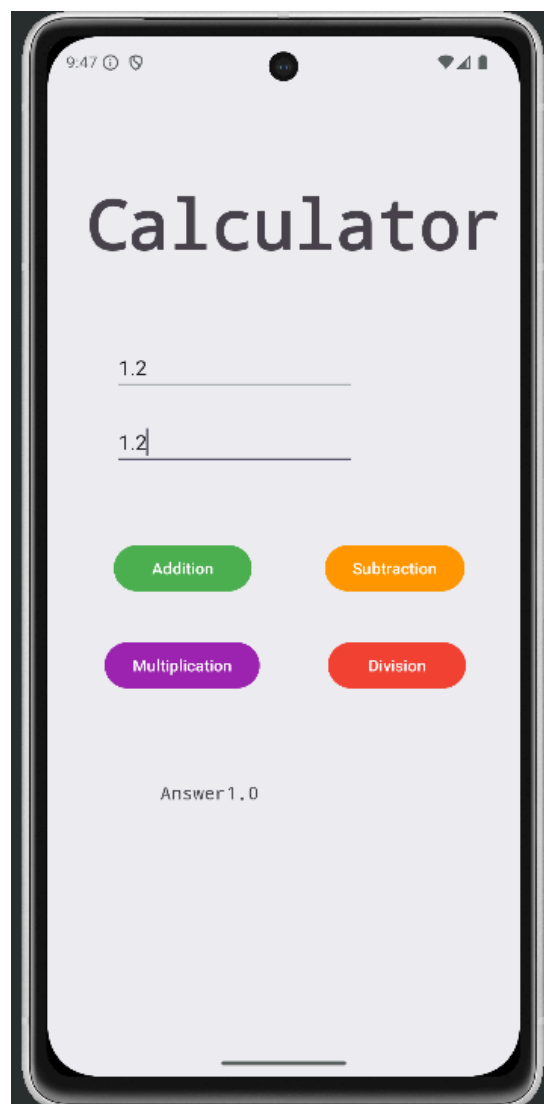 9:47
Calculator
1.2
1.2
Addition Subtraction
Multiplication Division
Answer1.0